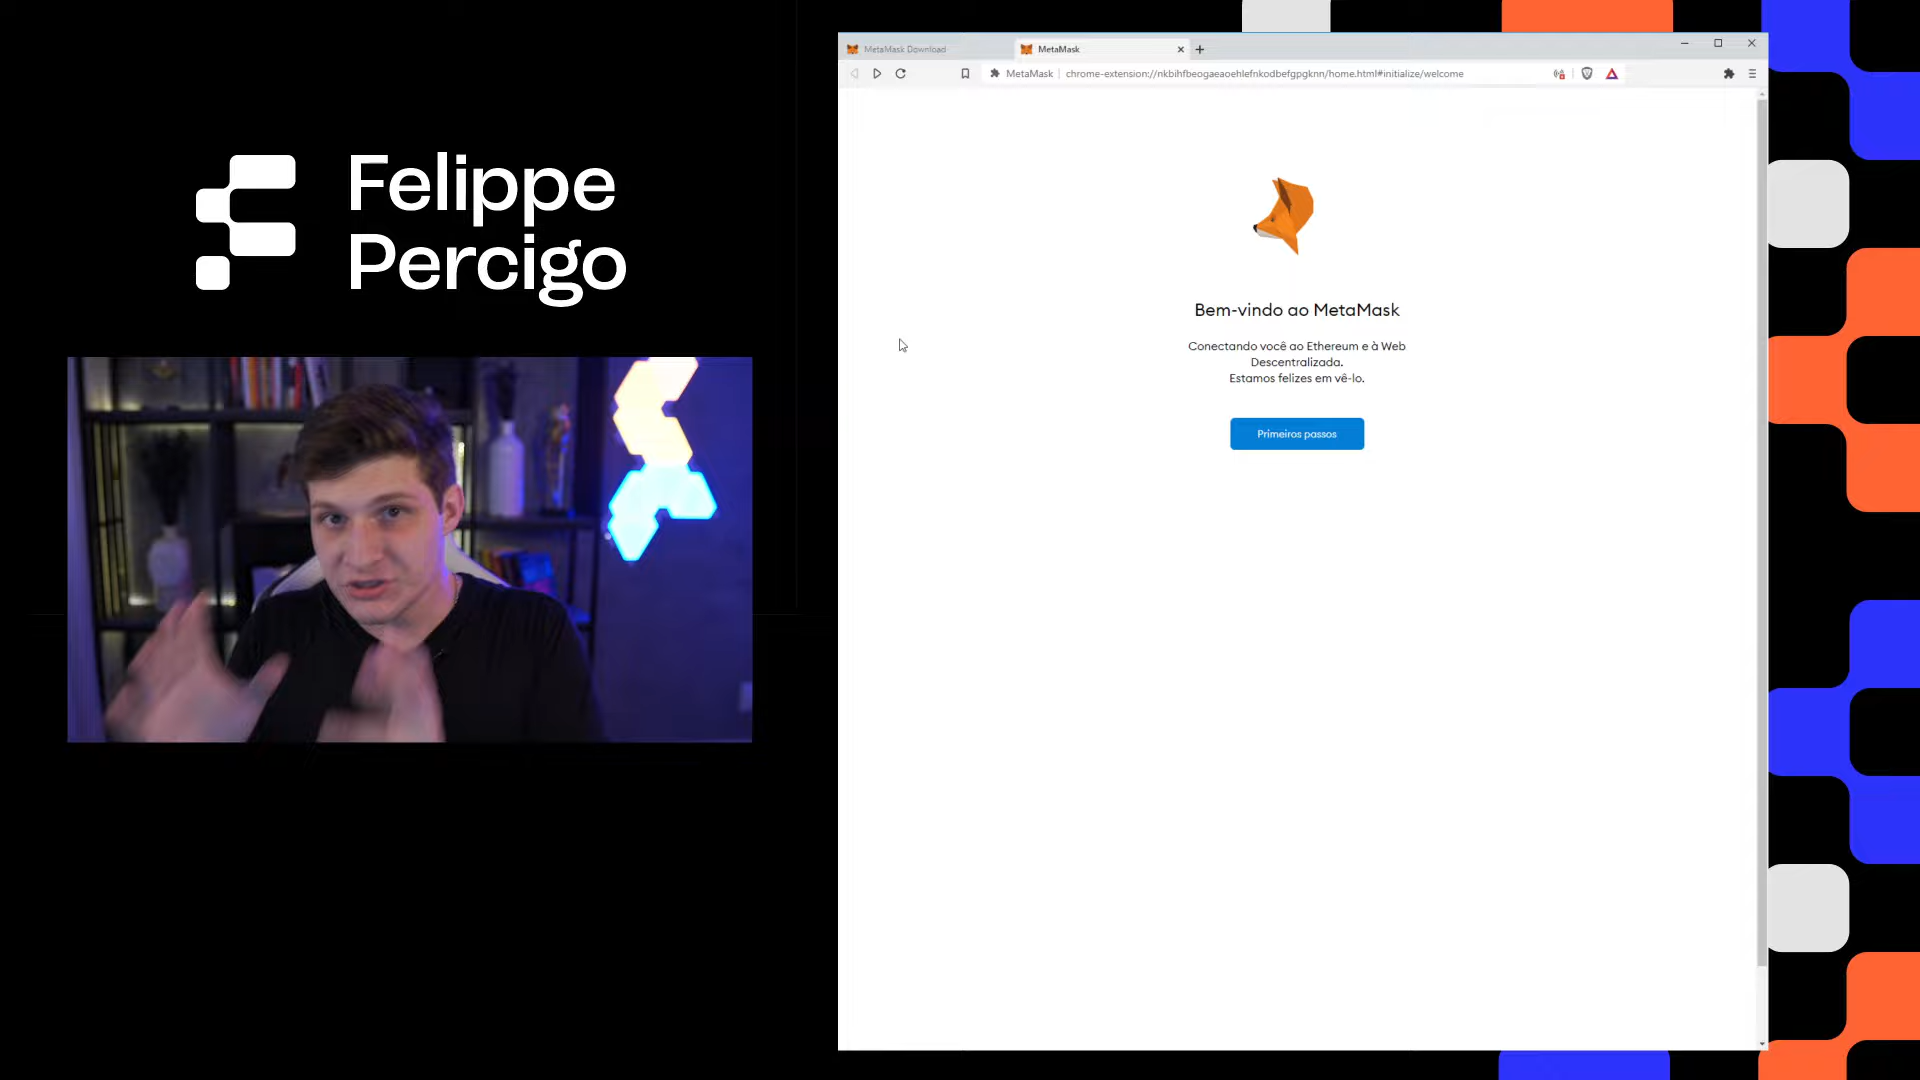 Felippe
Percigo
MetaMask Download
MetaMask
MetaMask
chrome-extension://nkbihfbeogaeaoehlefnkodbefgpgknn/home.html#initialize/welcome
Bem-vindo ao MetaMask
Conectando você ao Ethereum e à Web
Descentralizada.
Estamos felizes em vê-lo.
Primeiros passos